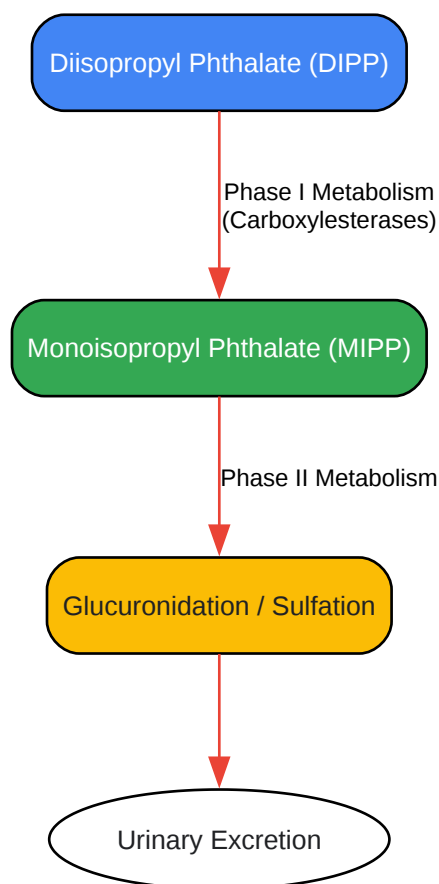 Diisopropyl Phthalate (DIPP)
Phase I Metabolism
(Carboxylesterases)
Monoisopropyl Phthalate (MIPP)
Phase II Metabolism
Glucuronidation / Sulfation
Urinary Excretion